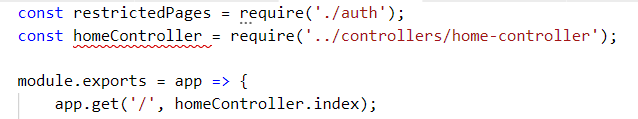 const restrictedPages = require('./auth');
const homeController = require('../controllers/home-controller');
module.exports = app => {
app.get('/', homeController.index);